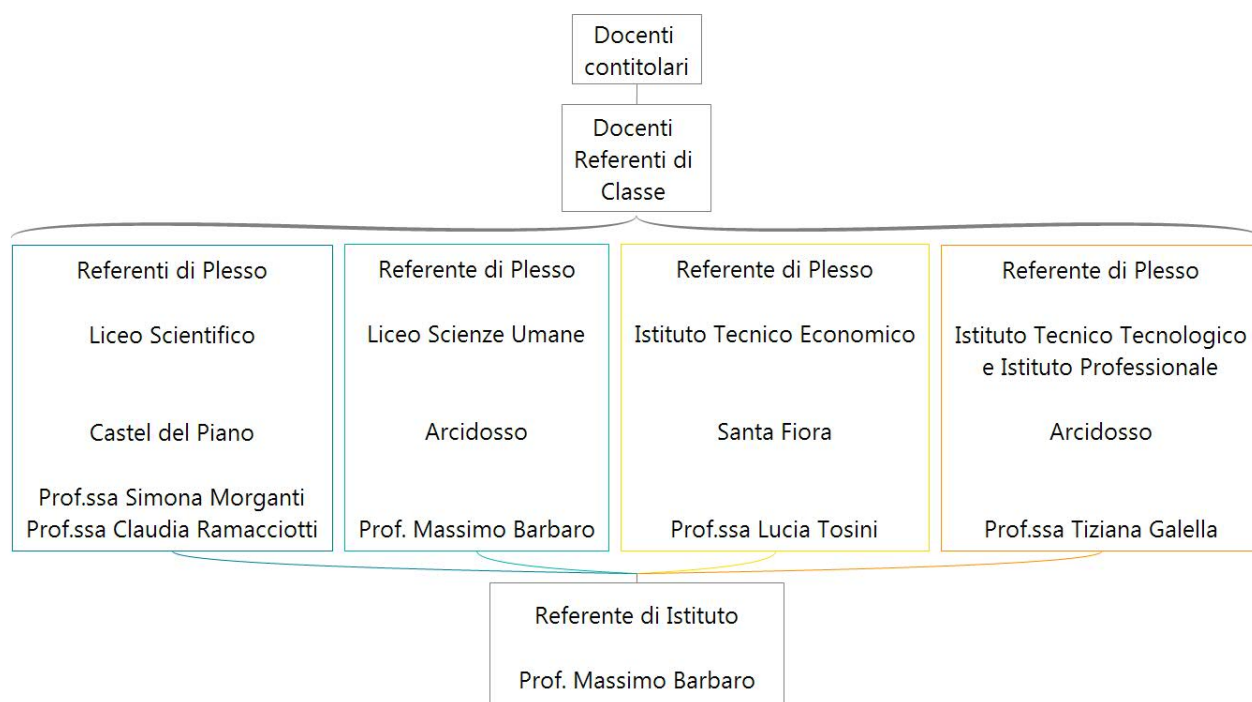 Docenti
contitolari
Docenti
Referenti di
Classe
Referenti di Plesso
Liceo Scientifico
Castel del Piano
Prof.ssa Simona Morganti
Prof.ssa Claudia Ramacciotti
Referente di Plesso
Liceo Scienze Umane
Arcidosso
Prof. Massimo Barbaro
Referente di Plesso
Istituto Tecnico Economico
Santa Fiora
Prof.ssa Lucia Tosini
Referente di Plesso
Istituto Tecnico Tecnologico
e Istituto Professionale
Arcidosso
Prof.ssa Tiziana Galella
Referente di Istituto
Prof. Massimo Barbaro